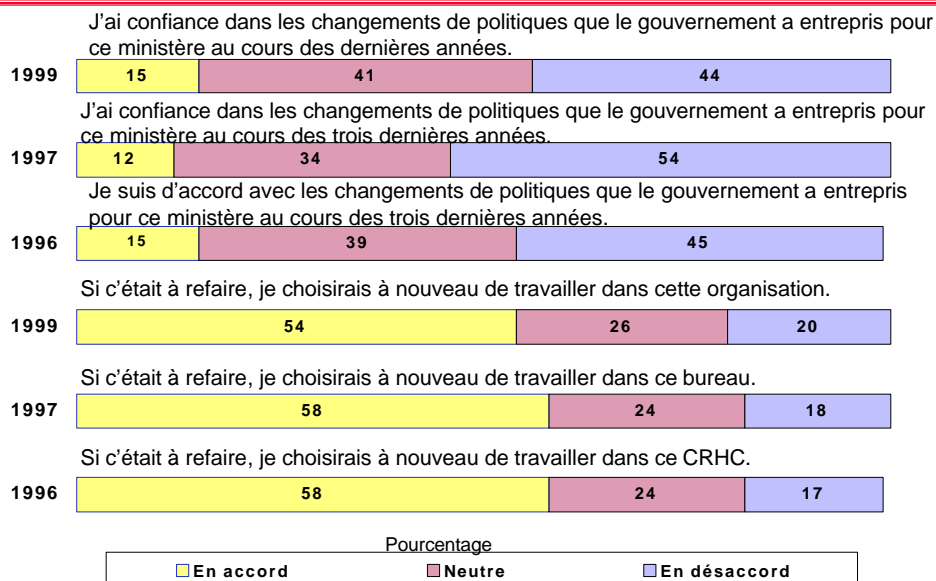 J'ai confiance dans les changements de politiques que le gouvernement a entrepris pour
ce ministère au cours des dernières années.
1999 15 41 44
J'ai confiance dans les changements de politiques que le gouvernement a entrepris pour
ce ministère au cours des trois dernières années.
1997 12 34 54
Je suis d'accord avec les changements de politiques que le gouvernement a entrepris
pour ce ministère au cours des trois dernières années.
1996 15 39 45
Si c'était à refaire, je choisirais à nouveau de travailler dans cette organisation.
1999 54 26 20
Si c'était à refaire, je choisirais à nouveau de travailler dans ce bureau.
1997 58 24 18
Si c'était à refaire, je choisirais à nouveau de travailler dans ce CRHC.
1996 58 24 17
Pourcentage
En accord Neutre En désaccord